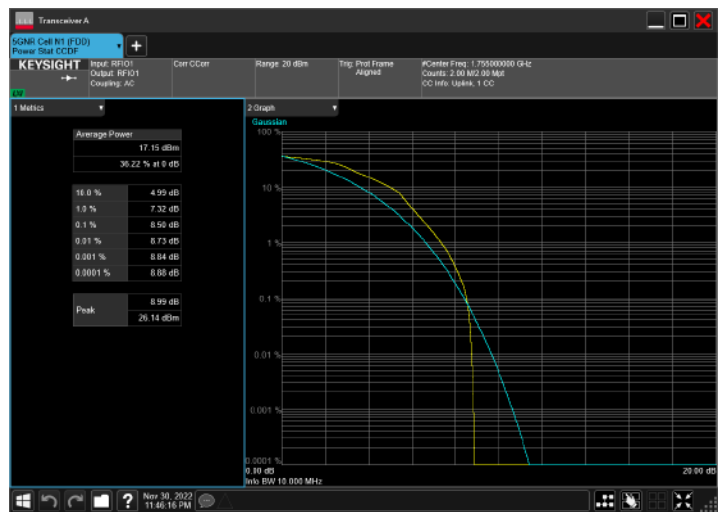 Transceiver A
5GNR Cell N1 (FDD)
Power Stat CCDF
KEYSIGHT
Input: RFIO1
Output: RFIO1
Coupling: AC
Corr CCorr
Range: 20 dBm
Trig: Prot Frame
Aligned
#Center Freq: 1.755000000 GHz
Counts: 2.00 M/2.00 Mpt
CC Info: Uplink, 1 CC
1 Metrics
Average Power
17.15 dBm
36.22 % at 0 dB
10.0 % 4.99 dB
1.0 % 7.32 dB
0.1 % 8.50 dB
0.01 % 8.73 dB
0.001 % 8.84 dB
0.0001 % 8.88 dB
Peak
8.99 dB
26.14 dBm
2 Graph
Gaussian
100 %
10 %
1 %
0.1 %
0.01 %
0.001 %
0.0001 %
0.00 dB
20.00 dB
Info BW 10.000 MHz
Nov 30, 2022
11:46:16 PM